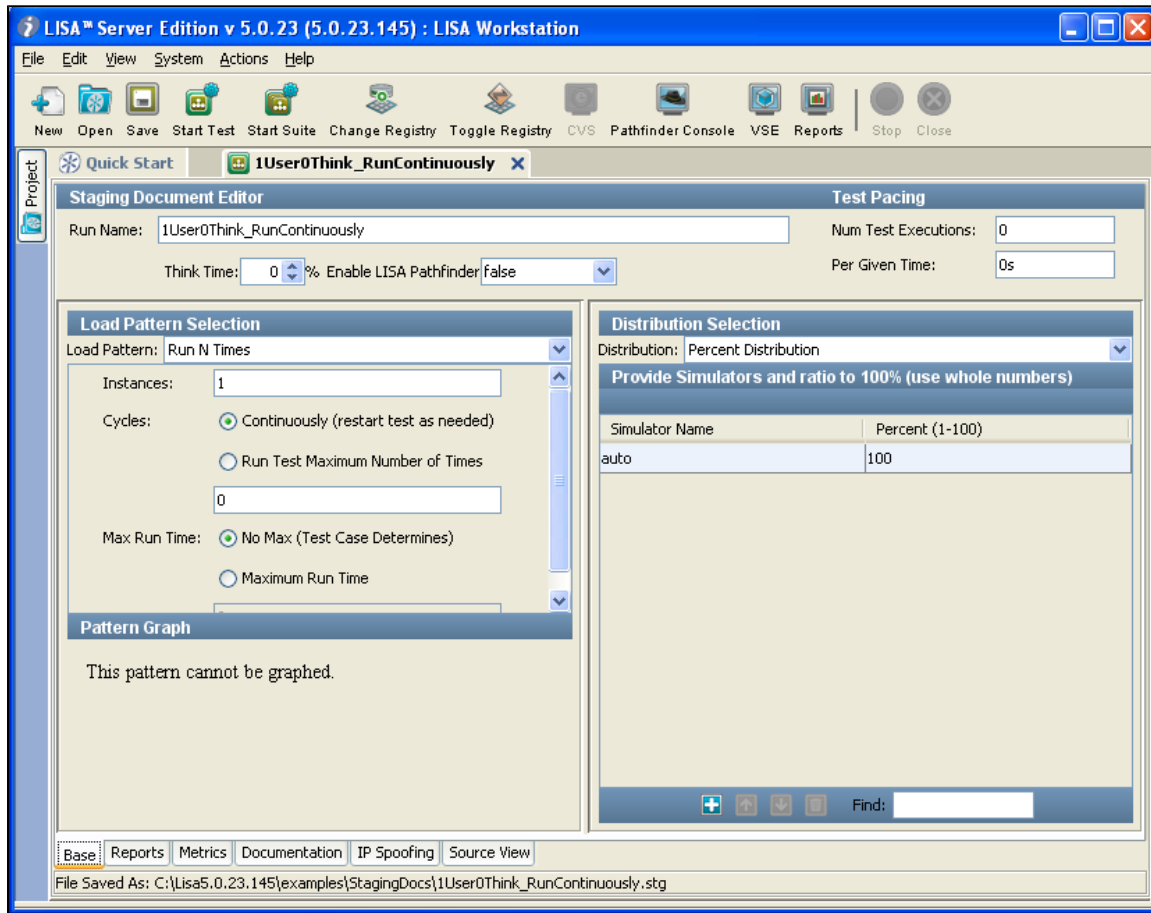 LISA™ Server Edition v 5.0.23 (5.0.23.145) : LISA Workstation
File Edit View System Actions Help
New Open Save Start Test Start Suite Change Registry Toggle Registry CVS Pathfinder Console VSE Reports Stop Close
Project
Quick Start 1User0Think_RunContinuously X
Staging Document Editor Test Pacing
Run Name: 1User0Think_RunContinuously Num Test Executions: 0
Think Time: 0 % Enable LISA Pathfinder false Per Given Time: 0s
Load Pattern Selection Distribution Selection
Load Pattern: Run N Times Distribution: Percent Distribution
Instances: 1 Provide Simulators and ratio to 100% (use whole numbers)
Cycles: Continuously (restart test as needed) Simulator Name Percent (1-100)
Run Test Maximum Number of Times auto 100
0
Max Run Time: No Max (Test Case Determines)
Maximum Run Time
Pattern Graph
This pattern cannot be graphed.
Find:
Base Reports Metrics Documentation IP Spoofing Source View
File Saved As: C:\Lisa5.0.23.145\examples\StagingDocs\1User0Think_RunContinuously.stg